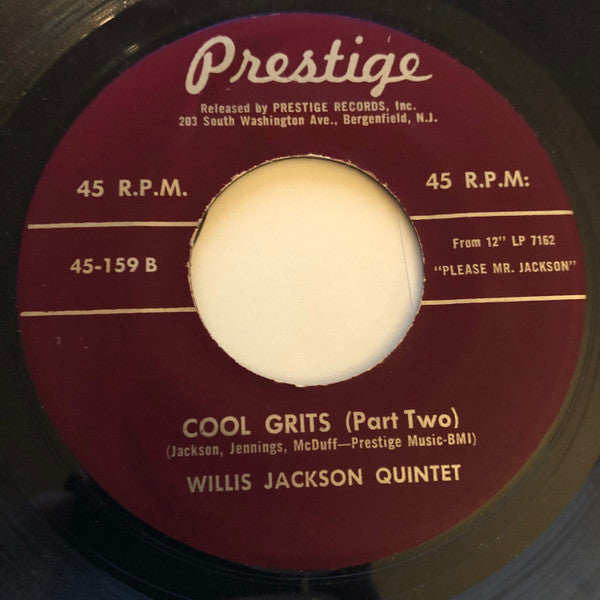 Prestige
Released by PRESTIGE RECORDS, Inc.
203 South Washington Ave., Bergenfield, N.J.
45 R.P.M.
45 R.P.M:
45-159 B
From 12" LP 7162
"PLEASE MR. JACKSON"
COOL GRITS (Part Two)
(Jackson, Jennings, McDuff—Prestige Music-BMI)
WILLIS JACKSON QUINTET